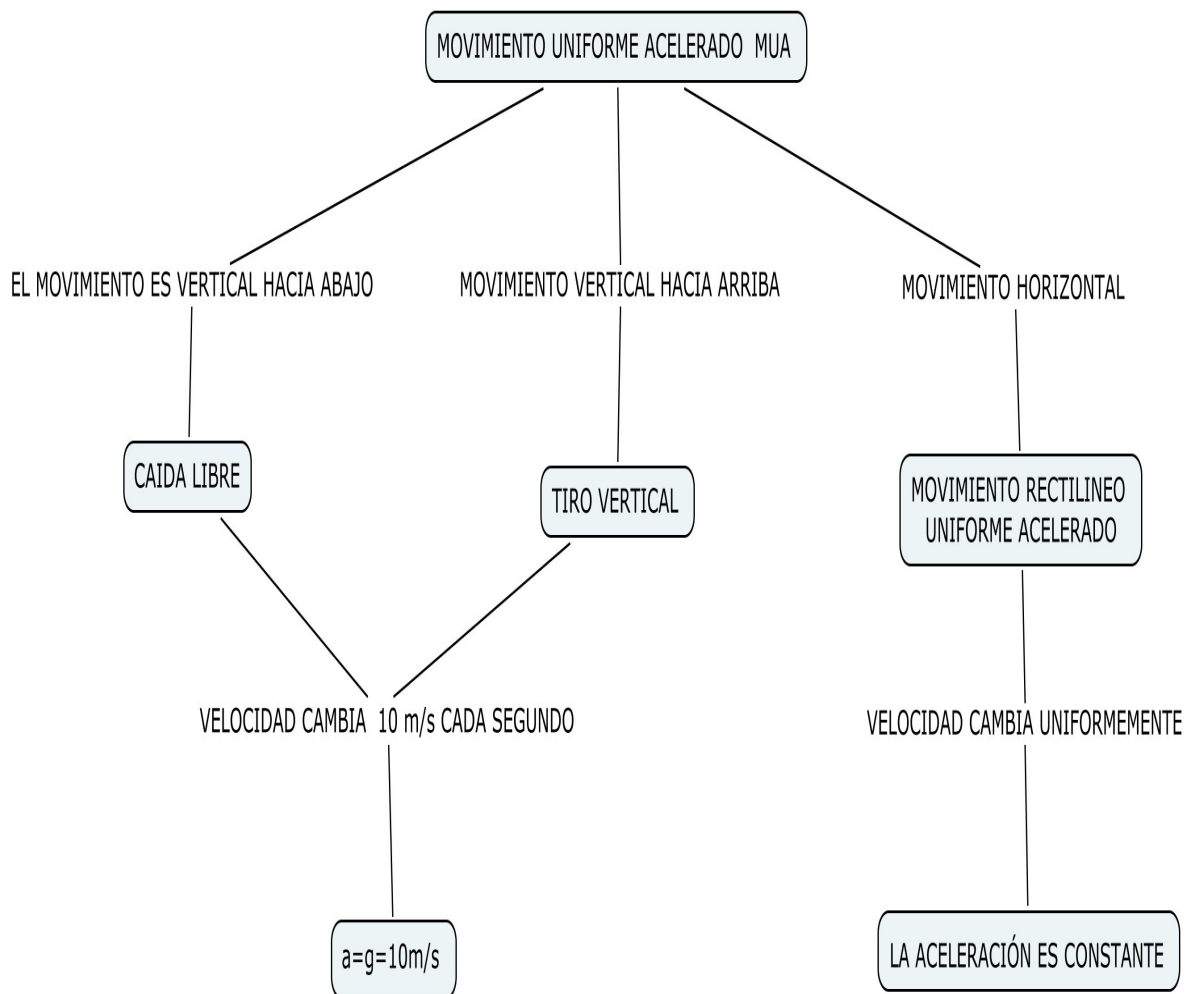 MOVIMIENTO UNIFORME ACELERADO MUA
EL MOVIMIENTO ES VERTICAL HACIA ABAJO
MOVIMIENTO VERTICAL HACIA ARRIBA
MOVIMIENTO HORIZONTAL
CAIDA LIBRE
TIRO VERTICAL
MOVIMIENTO RECTILINEO
UNIFORME ACELERADO
VELOCIDAD CAMBIA 10 m/s CADA SEGUNDO
VELOCIDAD CAMBIA UNIFORMEMENTE
a=g=10m/s
LA ACELERACIÓN ES CONSTANTE